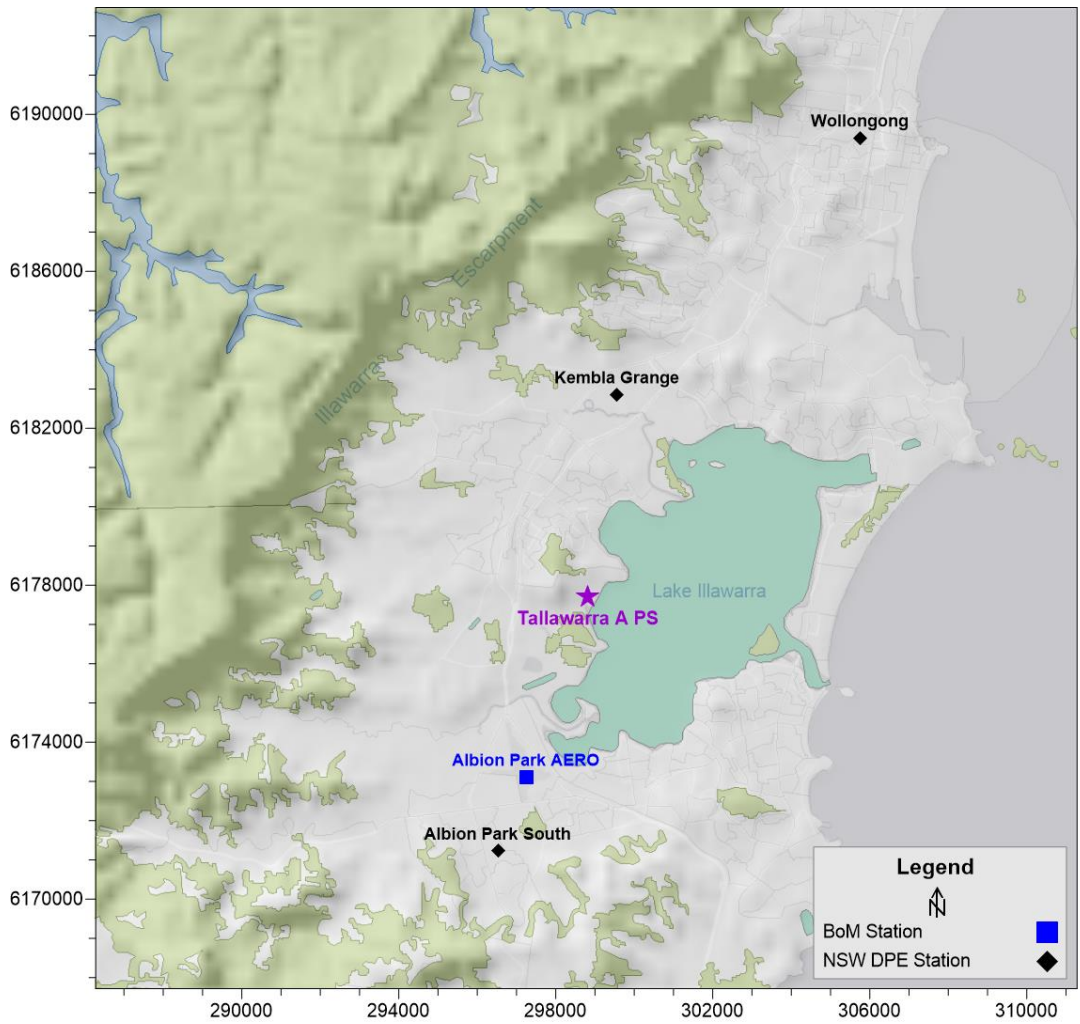 6190000
Wollongong
6186000
Escarpment
Kembla Grange
Illawarra
6182000
6178000
Lake Illawarra
Tallawarra A PS
6174000
Albion Park AERO
Albion Park South
6170000
Legend
N
BoM Station
NSW DPE Station
290000
294000
298000
302000
306000
310000